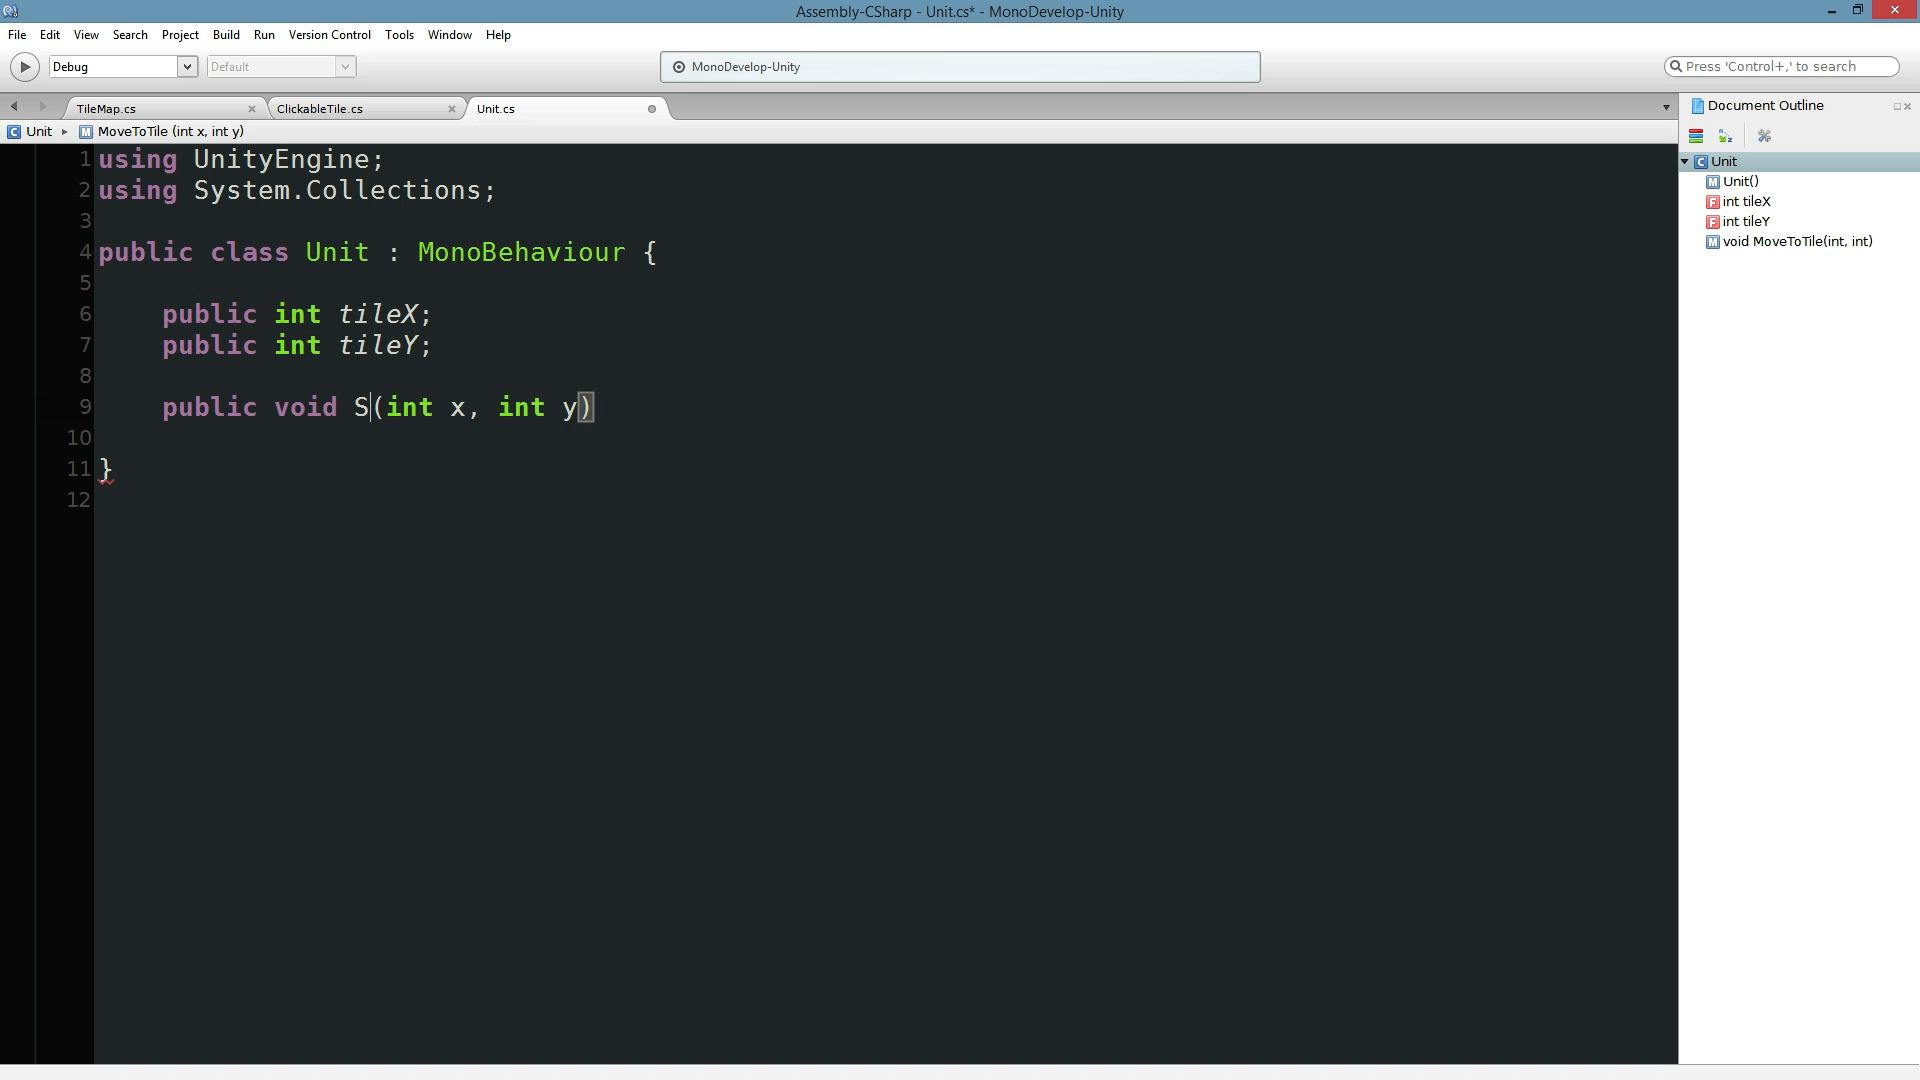 Assembly-CSharp - Unit.cs* - MonoDevelop-Unity
File Edit View Search Project Build Run Version Control Tools Window Help
Debug Default MonoDevelop-Unity Press 'Control+,' to search
TileMap.cs ClickableTile.cs Unit.cs
Unit MoveToTile (int x, int y)
1 using UnityEngine;
2 using System.Collections;
3
4 public class Unit : MonoBehaviour {
5
6 public int tileX;
7 public int tileY;
8
9 public void S(int x, int y)
10
11 }
12
Document Outline
Unit
Unit()
int tileX
int tileY
void MoveToTile(int, int)